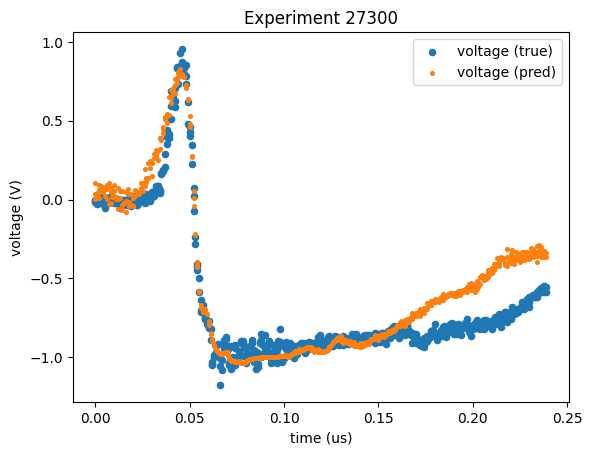 Experiment 27300
voltage (true)
voltage (pred)
voltage (V)
1.0
0.5
0.0
−0.5
−1.0
0.00
0.05
0.10
0.15
0.20
0.25
time (us)